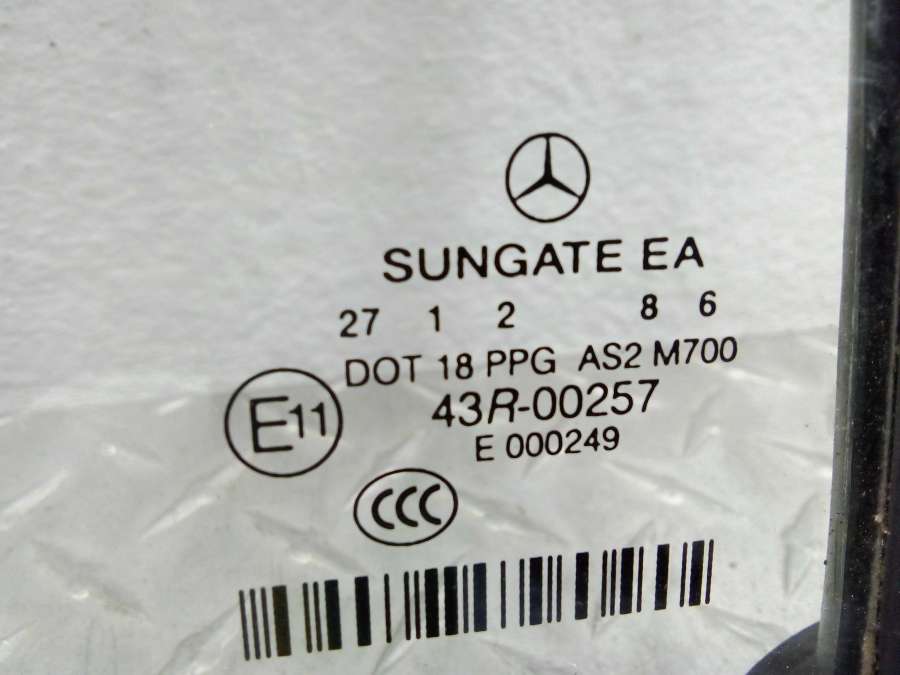 SUNGATE EA
27 1 2 8 6
DOT 18 PPG AS2 M700
E11
43R-00257
E 000249
CCC